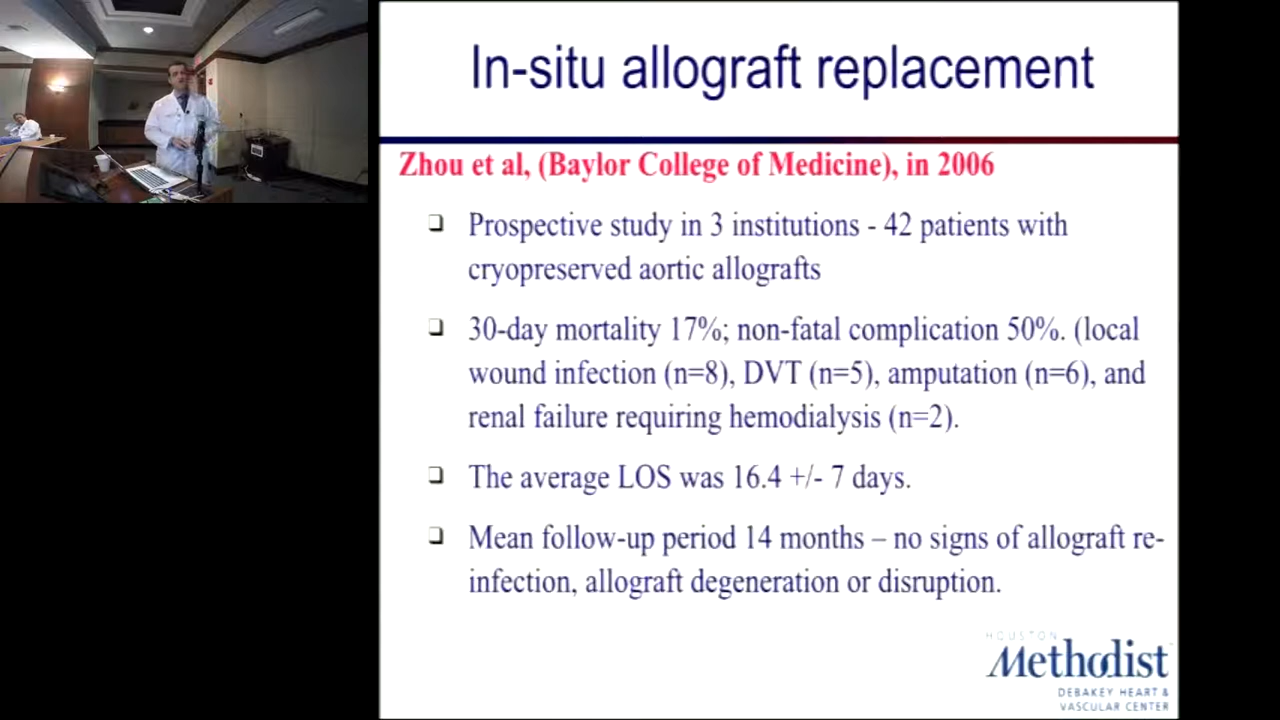 In-situ allograft replacement
Zhou et al, (Baylor College of Medicine), in 2006
❑ Prospective study in 3 institutions - 42 patients with
cryopreserved aortic allografts
❑ 30-day mortality 17%; non-fatal complication 50%. (local
wound infection (n=8), DVT (n=5), amputation (n=6), and
renal failure requiring hemodialysis (n=2).
❑ The average LOS was 16.4 +/- 7 days.
❑ Mean follow-up period 14 months – no signs of allograft re-
infection, allograft degeneration or disruption.
HOUSTON
Methodist
DEBAKEY HEART &
VASCULAR CENTER